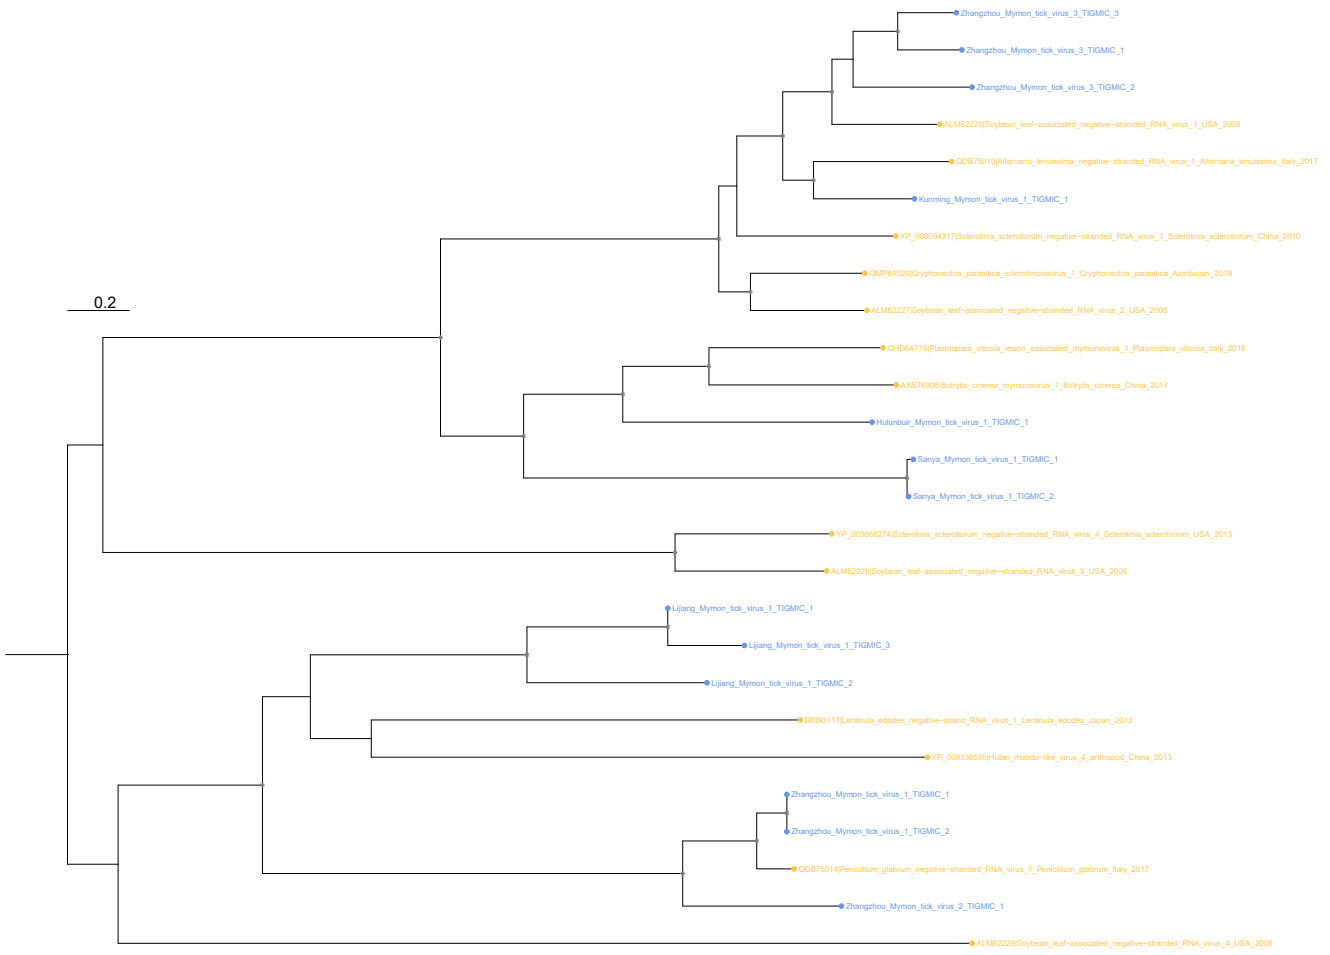 Zhangzhou_Mymon_tick_virus_3_TIGMIC_3
Zhangzhou_Mymon_tick_virus_3_TIGMIC_1
Zhangzhou_Mymon_tick_virus_3_TIGMIC_2
ALM62220|Soybean_leaf-associated_negative-stranded_RNA_virus_1_USA_2008
QDB75013|Alternaria_tenuissima_negative-stranded_RNA_virus_1_Alternaria_tenuissima_Italy_2017
Kunming_Mymon_tick_virus_1_TIGMIC_1
YP_009094317|Sclerotinia_sclerotiorum_negative-stranded_RNA_virus_1_Sclerotinia_sclerotiorum_China_2010
QMP84020|Cryphonectria_parasitica_sclerotimonavirus_1_Cryphonectria_parasitica_Azerbaijan_2019
0.2
ALM62227|Soybean_leaf-associated_negative-stranded_RNA_virus_2_USA_2008
QHD64779|Plasmopara_viticola_lesion_associated_mymonavirus_1_Plasmopara_viticola_Italy_2018
AXS76906|Botrytis_cinerea_mymonavirus_1_Botrytis_cinerea_China_2017
Hulunbuir_Mymon_tick_virus_1_TIGMIC_1
Sanya_Mymon_tick_virus_1_TIGMIC_1
Sanya_Mymon_tick_virus_1_TIGMIC_2
YP_009666274|Sclerotinia_sclerotiorum_negative-stranded_RNA_virus_4_Sclerotinia_sclerotiorum_USA_2013
ALM62228|Soybean_leaf-associated_negative-stranded_RNA_virus_3_USA_2008
Lijiang_Mymon_tick_virus_1_TIGMIC_1
Lijiang_Mymon_tick_virus_1_TIGMIC_3
Lijiang_Mymon_tick_virus_1_TIGMIC_2
BBI93117|Lentinula_edodes_negative-strand_RNA_virus_1_Lentinula_edodes_Japan_2013
YP_009336595|Hubei_rhabdo-like_virus_4_arthropod_China_2013
Zhangzhou_Mymon_tick_virus_1_TIGMIC_1
Zhangzhou_Mymon_tick_virus_1_TIGMIC_2
QDB75014|Penicillium_glabrum_negative-stranded_RNA_virus_1_Penicillium_glabrum_Italy_2017
Zhangzhou_Mymon_tick_virus_2_TIGMIC_1
ALM62229|Soybean_leaf-associated_negative-stranded_RNA_virus_4_USA_2008